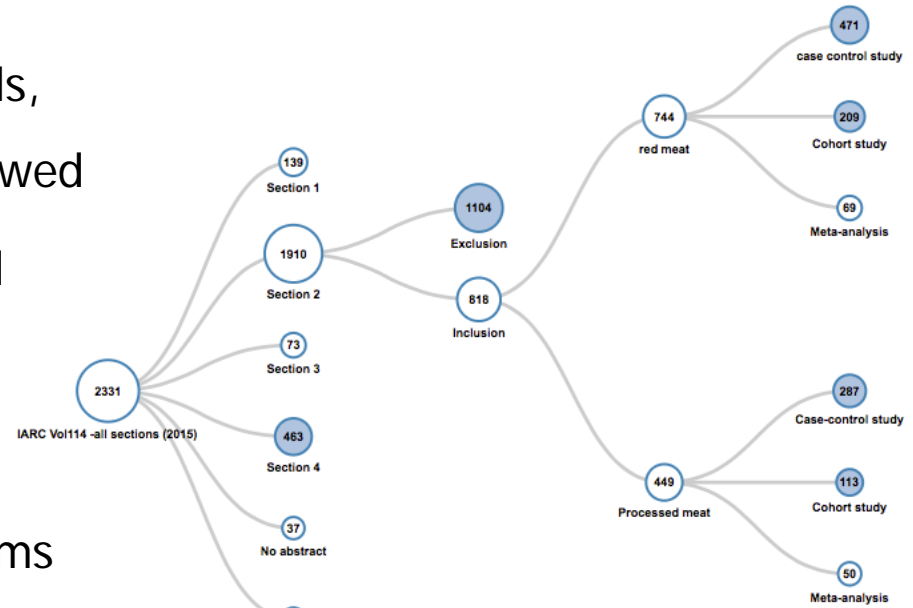 ls,
wed
ms
2331
IARC Vol114 -all sections (2015)
139
Section 1
1910
Section 2
73
Section 3
463
Section 4
37
No abstract
1104
Exclusion
818
Inclusion
744
red meat
449
Processed meat
471
case control study
209
Cohort study
69
Meta-analysis
287
Case-control study
113
Cohort study
50
Meta-analysis